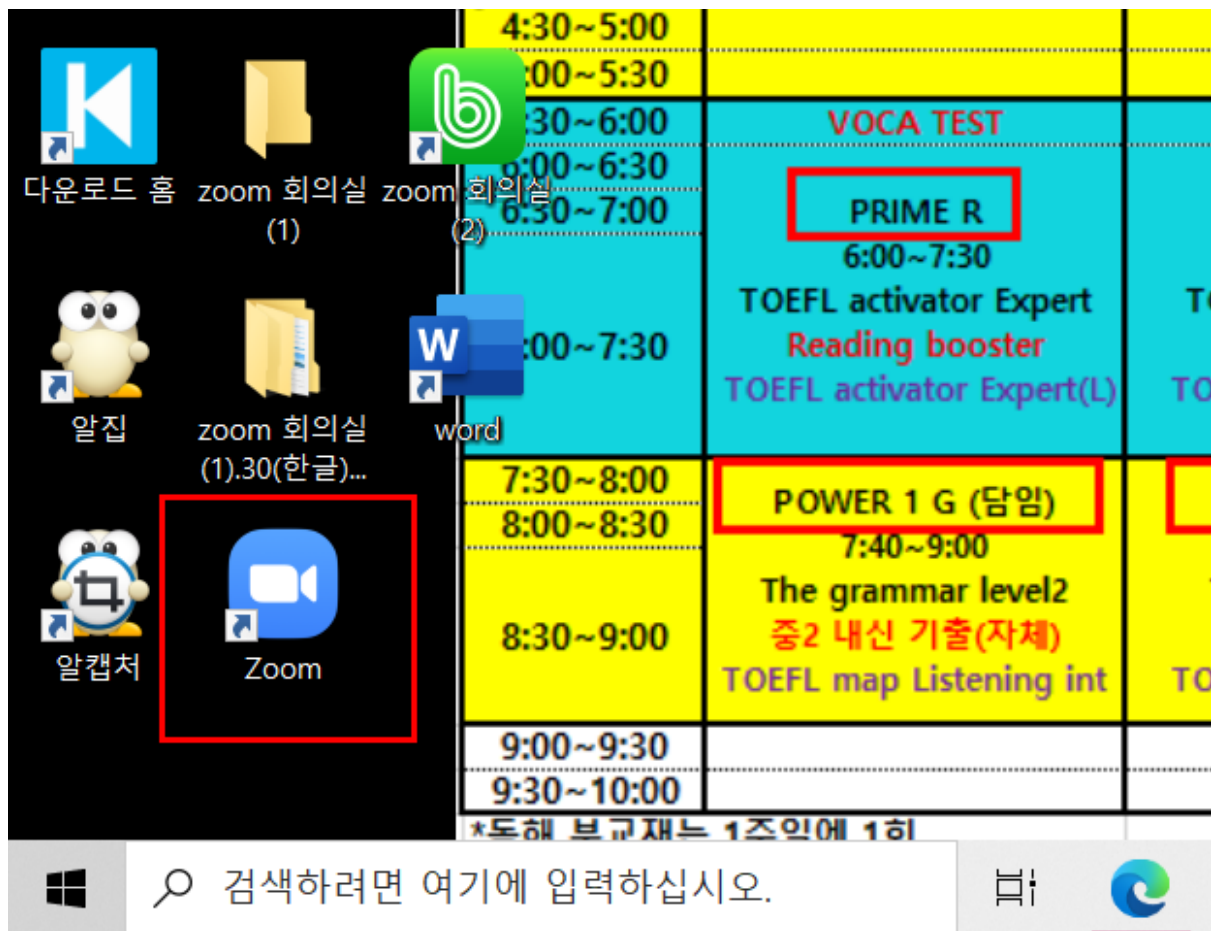 다운로드 홈
zoom 회의실
(1)
zoom 회의실
(2)
알집
zoom 회의실
(1).30(한글)...
W
word
알캡처
Zoom
4:30~5:00
:00~5:30
:30~6:00
6:00~6:30
6:30~7:00
:00~7:30
7:30~8:00
8:00~8:30
8:30~9:00
9:00~9:30
9:30~10:00
VOCA TEST
PRIME R
6:00~7:30
TOEFL activator Expert
Reading booster
TOEFL activator Expert(L)
POWER 1 G (담임)
7:40~9:00
The grammar level2
중2 내신 기출(자체)
TOEFL map Listening int
TO
TO
검색하려면 여기에 입력하십시오.